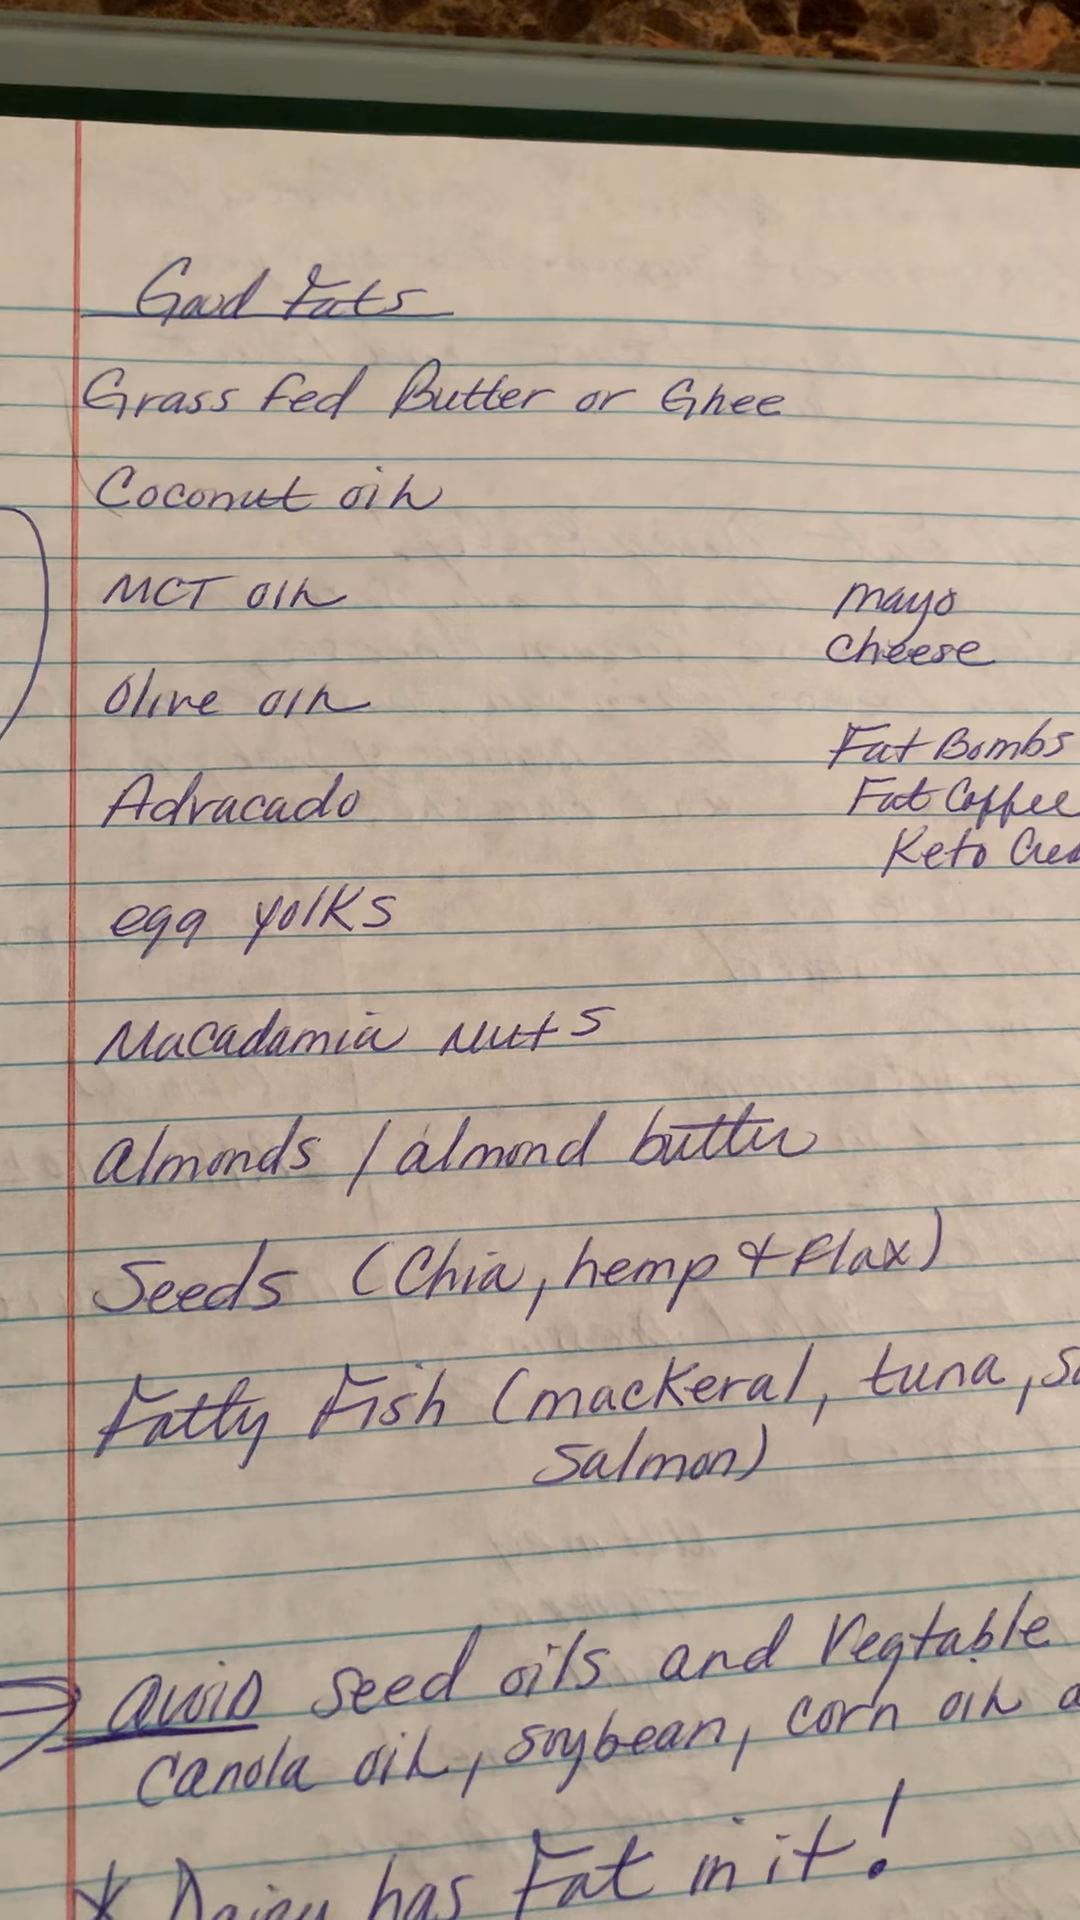 Good Fats
Grass Fed Butter or Ghee
Coconut oil
MCT oil
Olive oil
Advacado
egg yolks
Macadamia Nuts
almonds / almond butter
Seeds (Chia, hemp & flax)
Fatty Fish (mackeral, tuna,
Salmon)
mayo
cheese
Fat Bombs
Fat Coffee
Keto
avoid seed oils and Vegtable
Canola oil, soybean, corn oil
* Dairy has Fat in it!